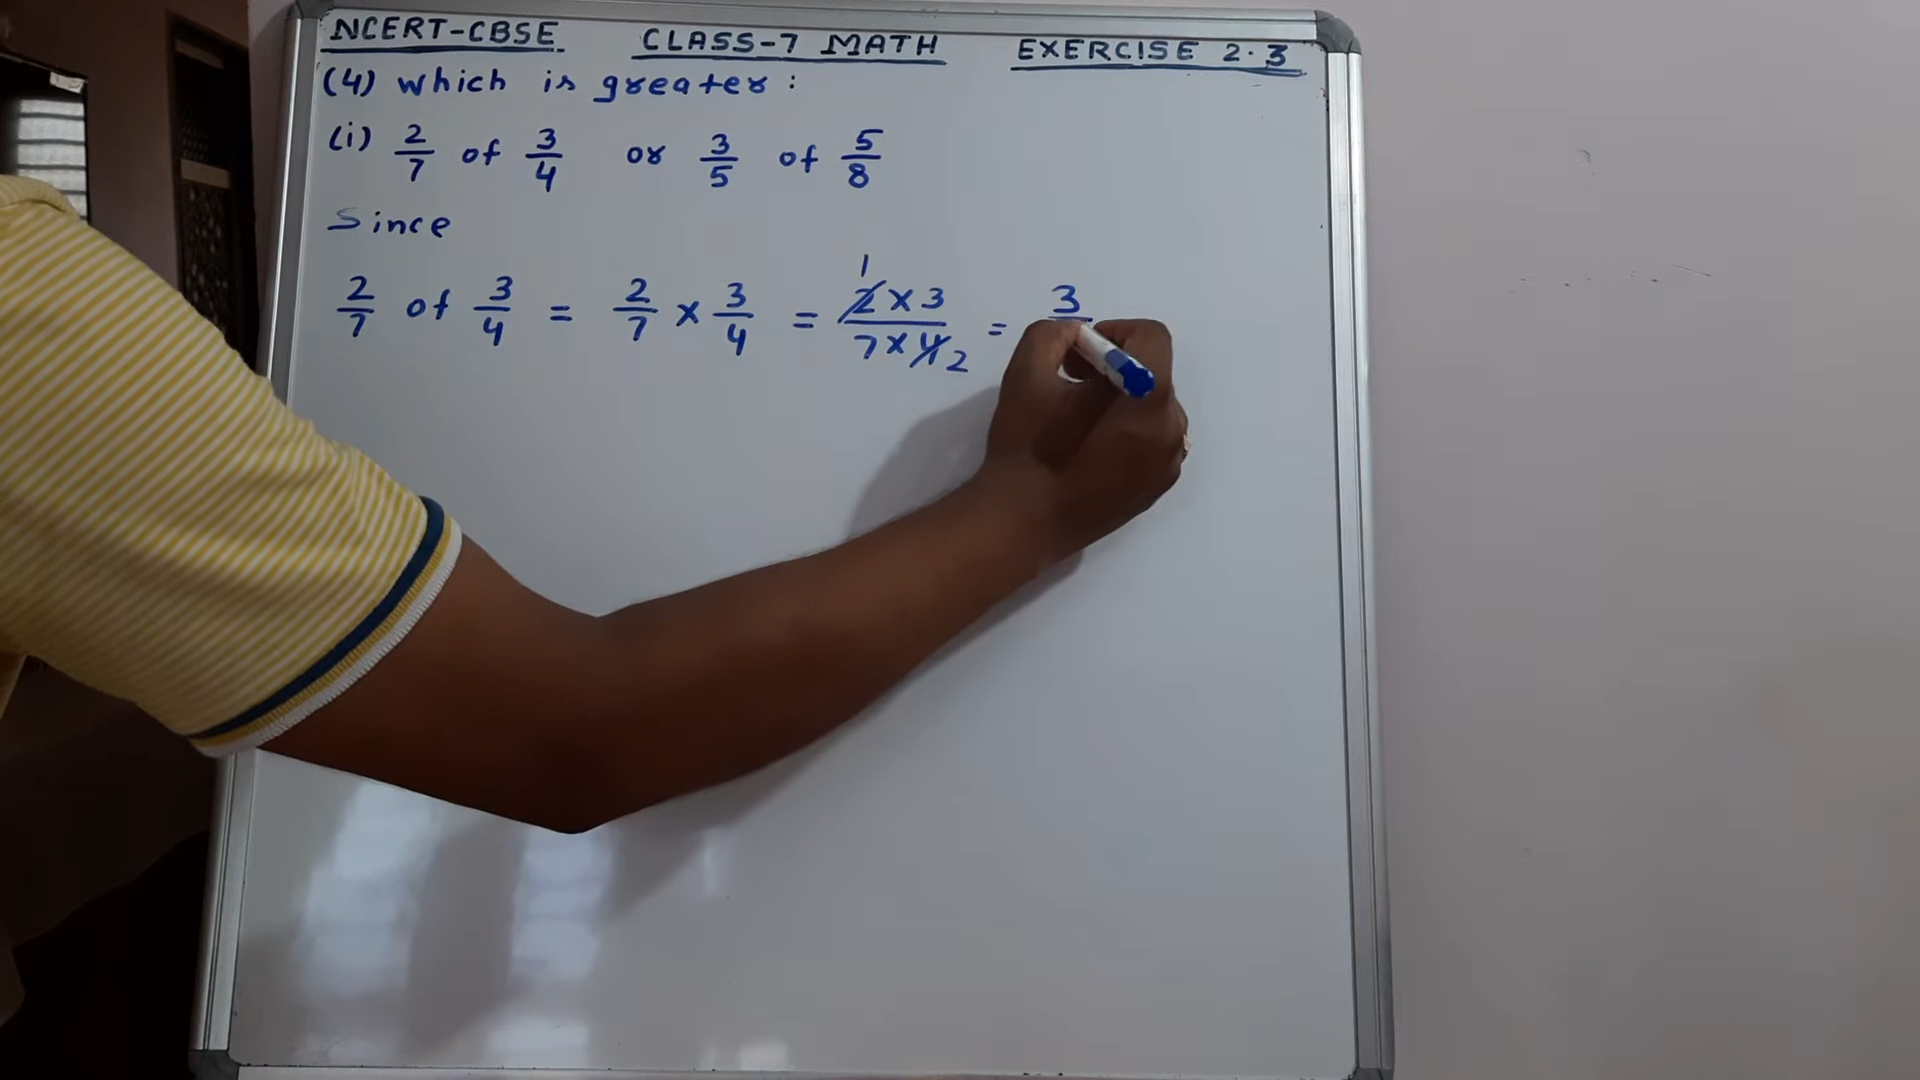 NCERT-CBSE CLASS-7 MATH EXERCISE 2.3
(4) which is greater:
(i) 2/7 of 3/4 or 3/5 of 5/8
Since
2/7 of 3/4 = 2/7 × 3/4 = 2×3/7×4 1 2 = 3